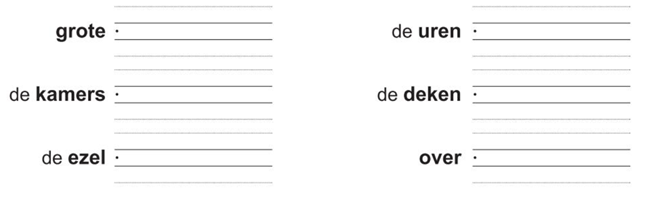 grote
de kamers
de ezel
de uren
de deken
over